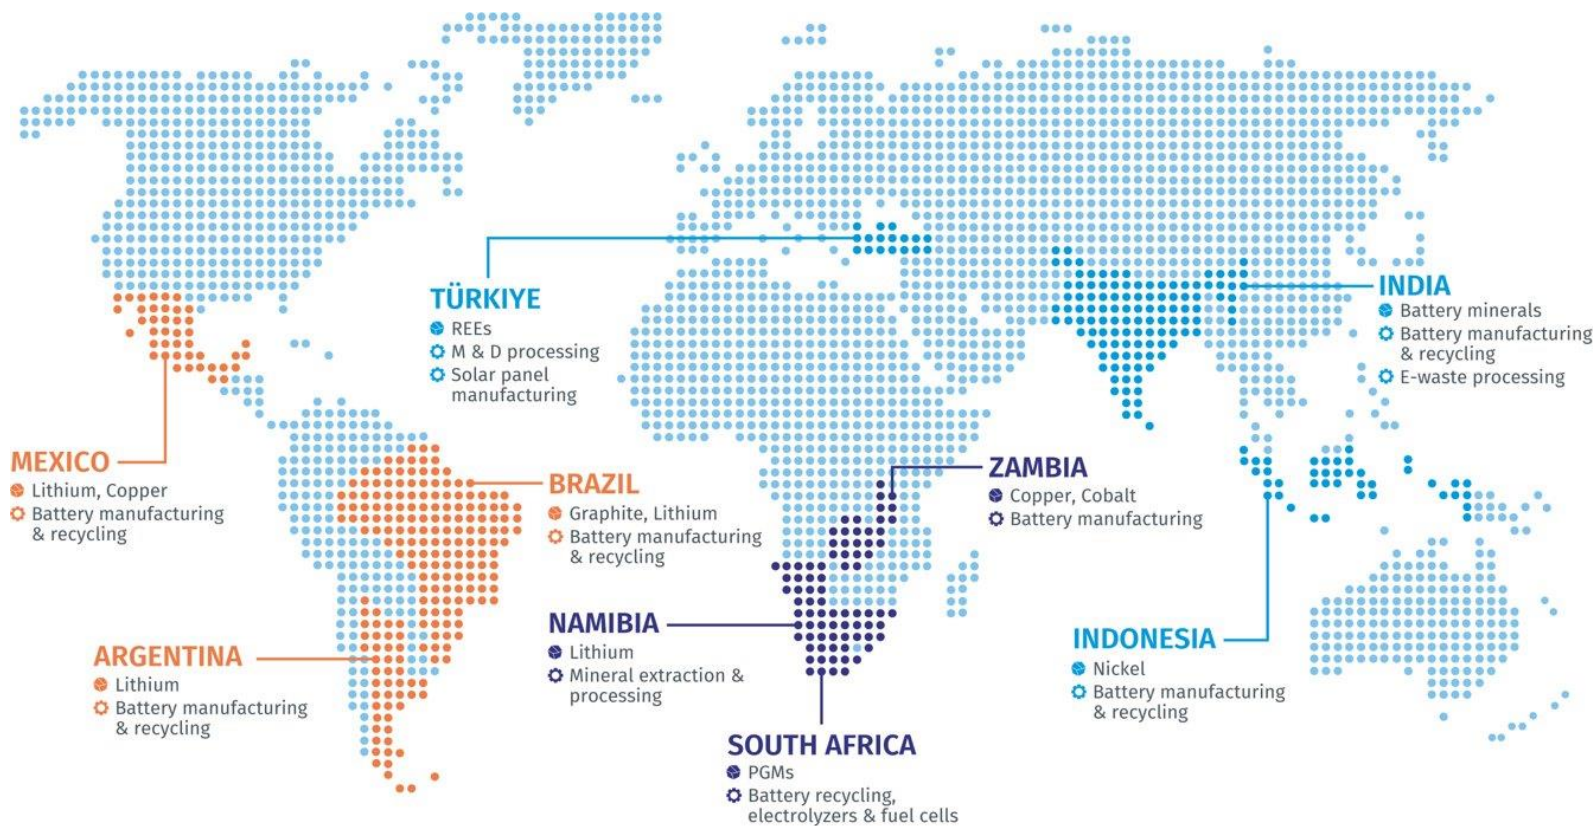 TÜRKIYE
REEs
M & D processing
Solar panel
manufacturing
INDIA
Battery minerals
Battery manufacturing
& recycling
E-waste processing
MEXICO
Lithium, Copper
Battery manufacturing
& recycling
BRAZIL
Graphite, Lithium
Battery manufacturing
& recycling
ZAMBIA
Copper, Cobalt
Battery manufacturing
ARGENTINA
Lithium
Battery manufacturing
& recycling
NAMIBIA
Lithium
Mineral extraction &
processing
INDONESIA
Nickel
Battery manufacturing
& recycling
SOUTH AFRICA
PGMs
Battery recycling,
electrolyzers & fuel cells